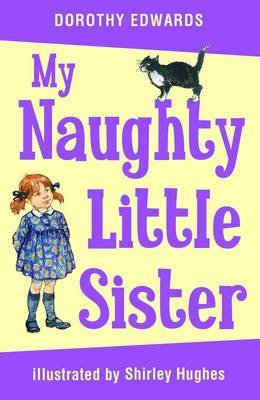 DOROTHY EDWARDS
My
Naughty
Little
Sister
illustrated by Shirley Hughes